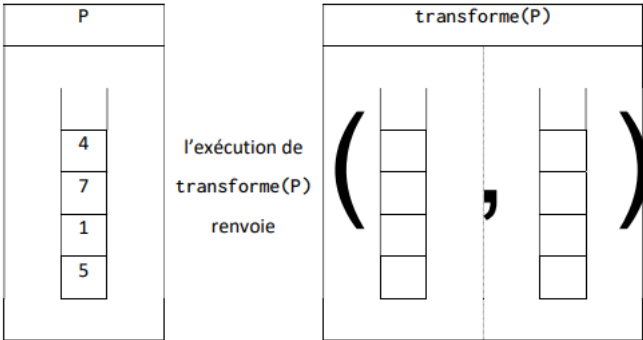 P
transforme(P)
4
7
1
5
l'exécution de
transforme(P)
renvoie
( , )